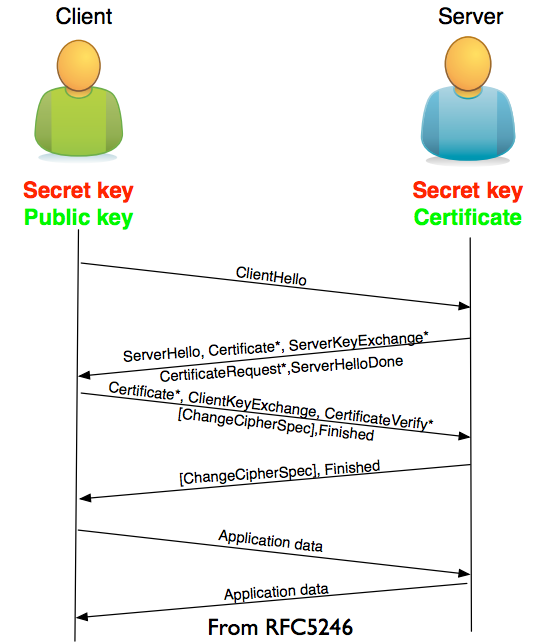 Client
Server
Secret key
Public key
Secret key
Certificate
ClientHello
ServerHello, Certificate*, ServerKeyExchange*
CertificateRequest*,ServerHelloDone
Certificate*, ClientKeyExchange, CertificateVerify*
[ChangeCipherSpec],Finished
[ChangeCipherSpec], Finished
Application data
Application data
From RFC5246